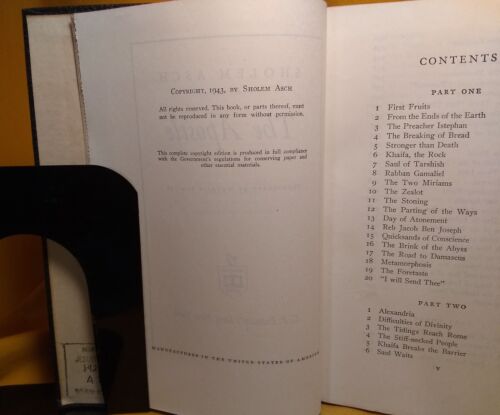 COPYRIGHT, 1943, BY SHOLEM ASCH
All rights reserved. This book, or parts thereof, must
not be reproduced in any form without permission.
This complete copyright edition is produced in full compliance
with the Government's regulations for conserving paper and
other essential materials.
MANUFACTURED IN THE UNITED STATES OF AMERICA
CONTENTS
PART ONE
1 First Fruits
2 From the Ends of the Earth
3 The Preacher Istephan
4 The Breaking of Bread
5 Stronger than Death
6 Khaifa, the Rock
7 Saul of Tarshish
8 Rabban Gamaliel
9 The Two Miriams
10 The Zealot
11 The Stoning
12 The Parting of the Ways
13 Day of Atonement
14 Reb Jacob Ben Joseph
15 Quicksands of Conscience
16 The Brink of the Abyss
17 The Road to Damascus
18 Metamorphosis
19 The Foretaste
20 "I will Send Thee"
PART TWO
1 Alexandria
2 Difficulties of Divinity
3 The Tidings Reach Rome
4 The Stiff-necked People
5 Khaifa Breaks the Barrier
6 Saul Waits
v